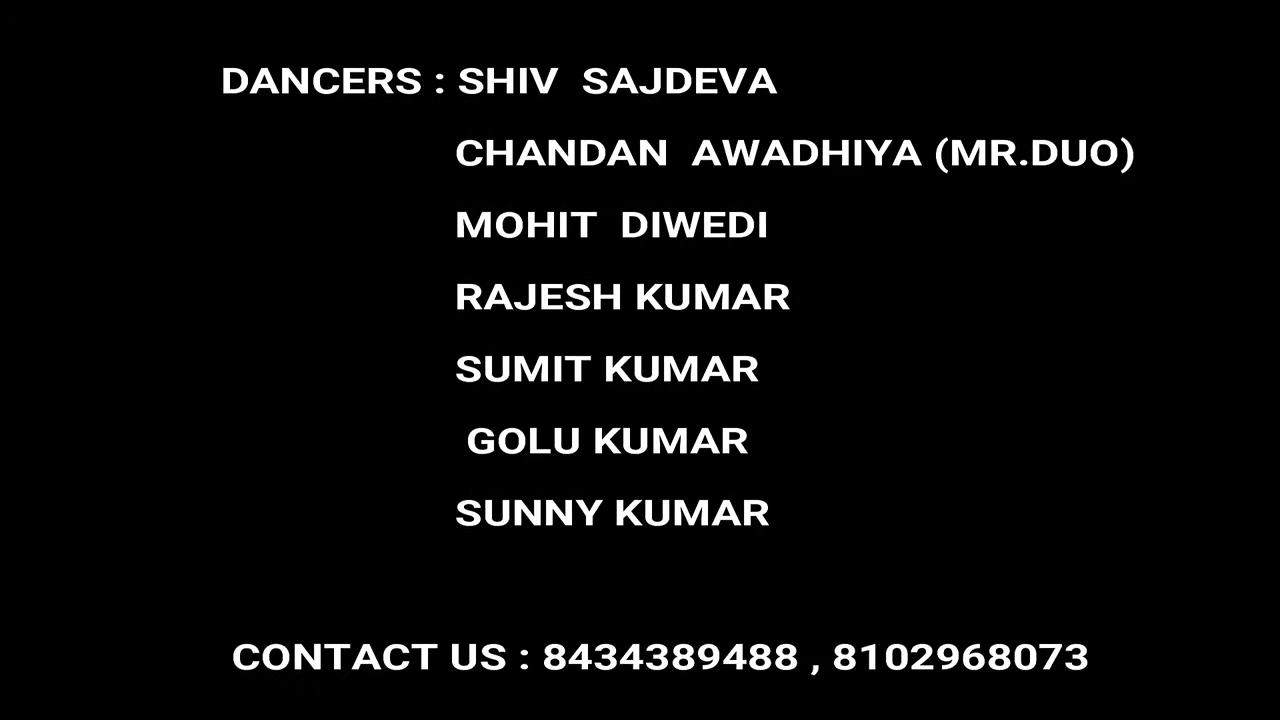 DANCERS : SHIV SAJDEVA
CHANDAN AWADHIYA (MR.DUO)
MOHIT DIWEDI
RAJESH KUMAR
SUMIT KUMAR
GOLU KUMAR
SUNNY KUMAR
CONTACT US : 8434389488 , 8102968073